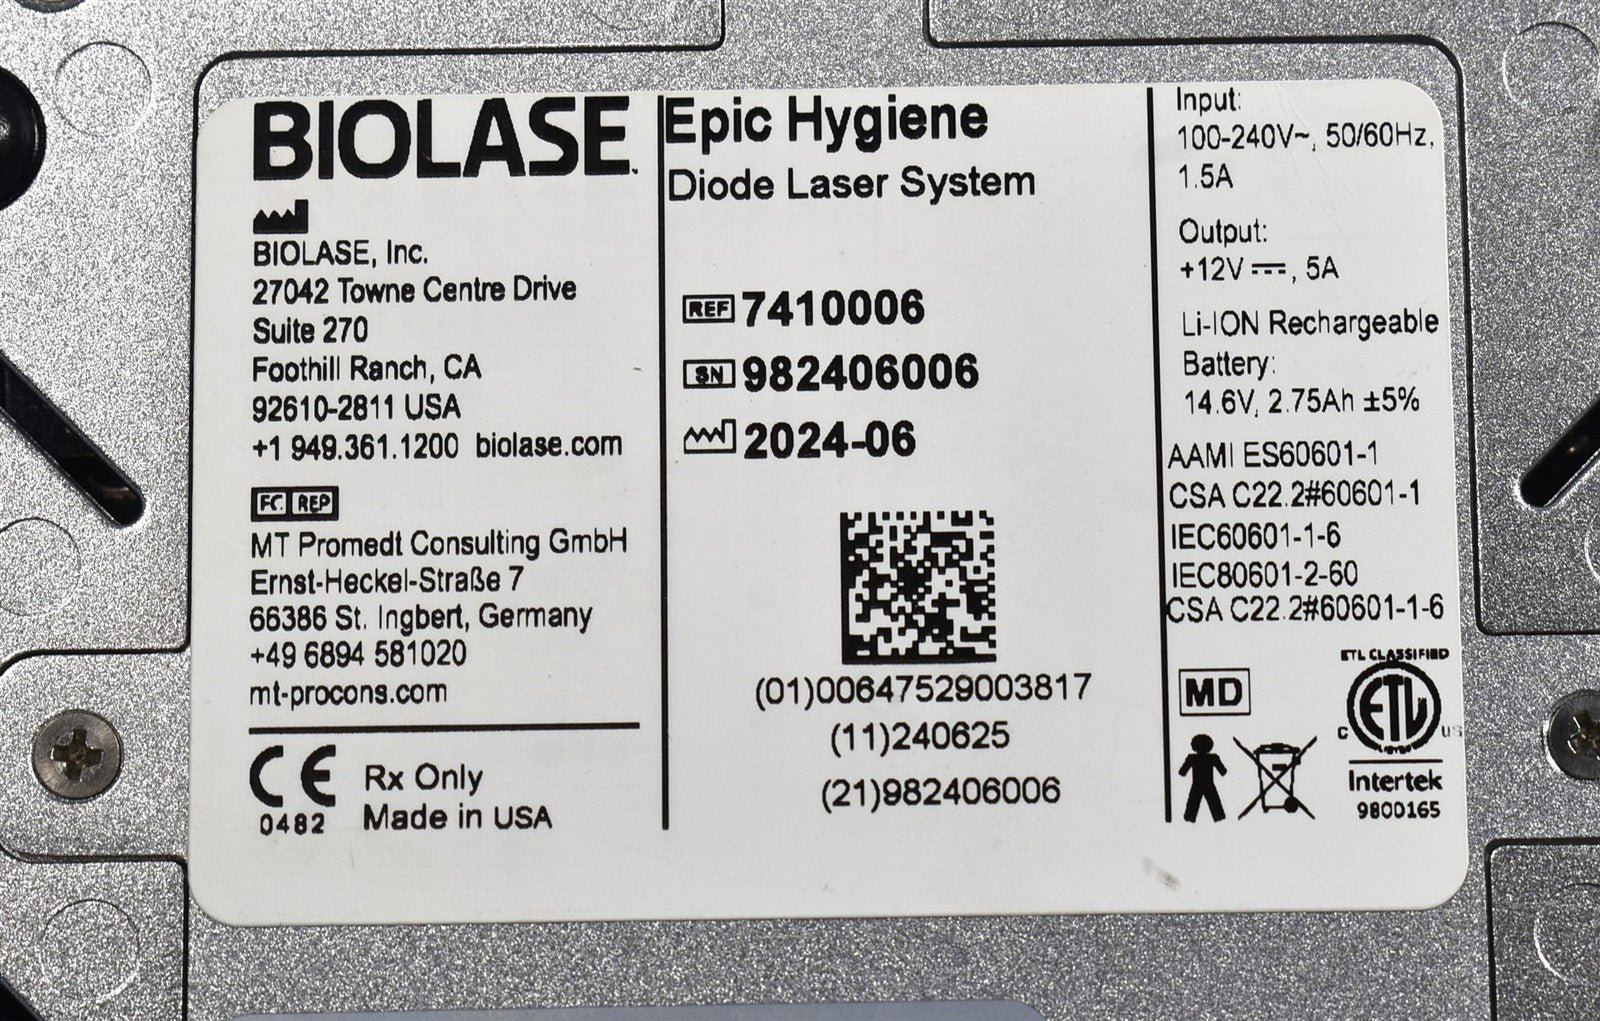 BIOLASE.
BIOLASE, Inc.
27042 Towne Centre Drive
Suite 270
Foothill Ranch, CA
92610-2811 USA
+1 949.361.1200 biolase.com
EC REP
MT Promedt Consulting GmbH
Ernst-Heckel-Straße 7
66386 St. Ingbert, Germany
+49 6894 581020
mt-procons.com
CE
0482
Rx Only
Made in USA
Epic Hygiene
Diode Laser System
REF 7410006
SN 982406006
2024-06
(01)00647529003817
(11)240625
(21)982406006
Input:
100-240V~, 50/60Hz,
1.5A
Output:
+12V⎓, 5A
Li-ION Rechargeable
Battery:
14.6V, 2.75Ah ±5%
AAMI ES60601-1
CSA C22.2#60601-1
IEC60601-1-6
IEC80601-2-60
CSA C22.2#60601-1-6
MD
ETL CLASSIFIED
ETL
C US
Intertek
9800165